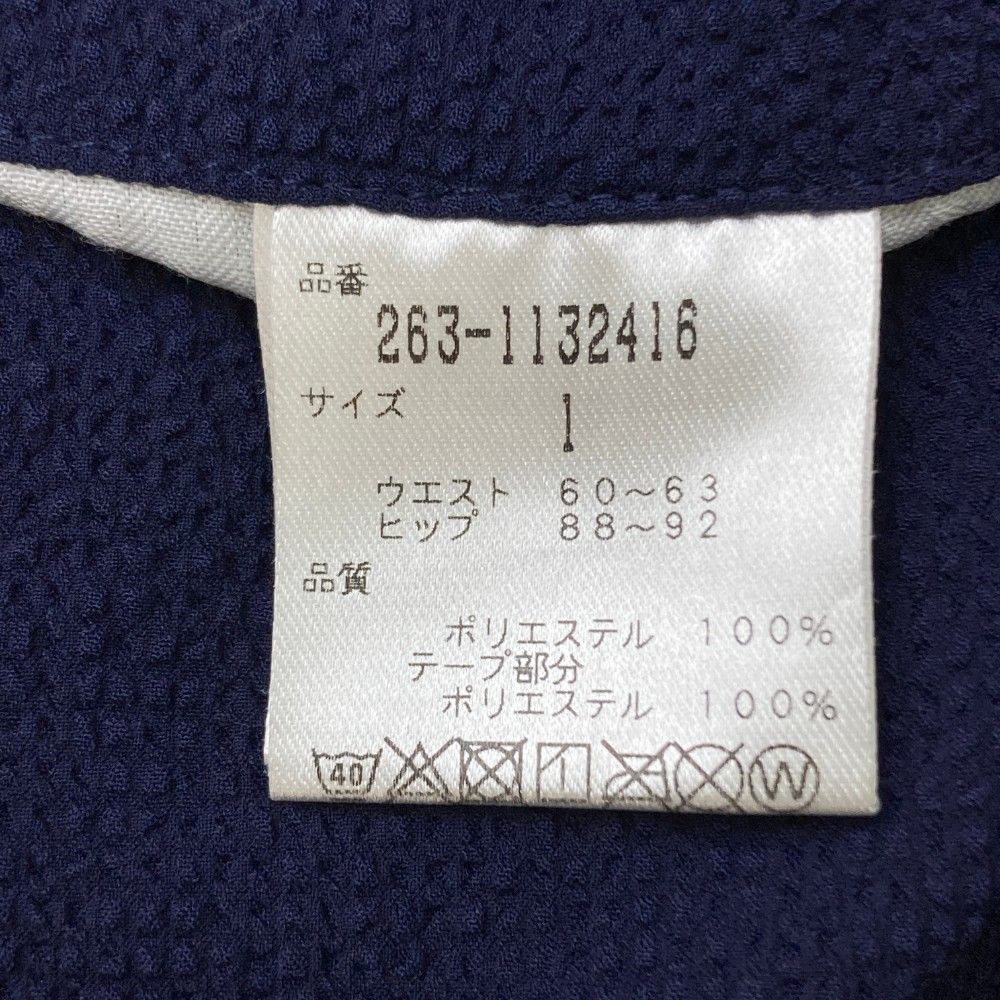 品番
263-1132416
サイズ
1
ウエスト 60～63
ヒップ 88～92
品質
ポリエステル 100%
テープ部分
ポリエステル 100%
40 W